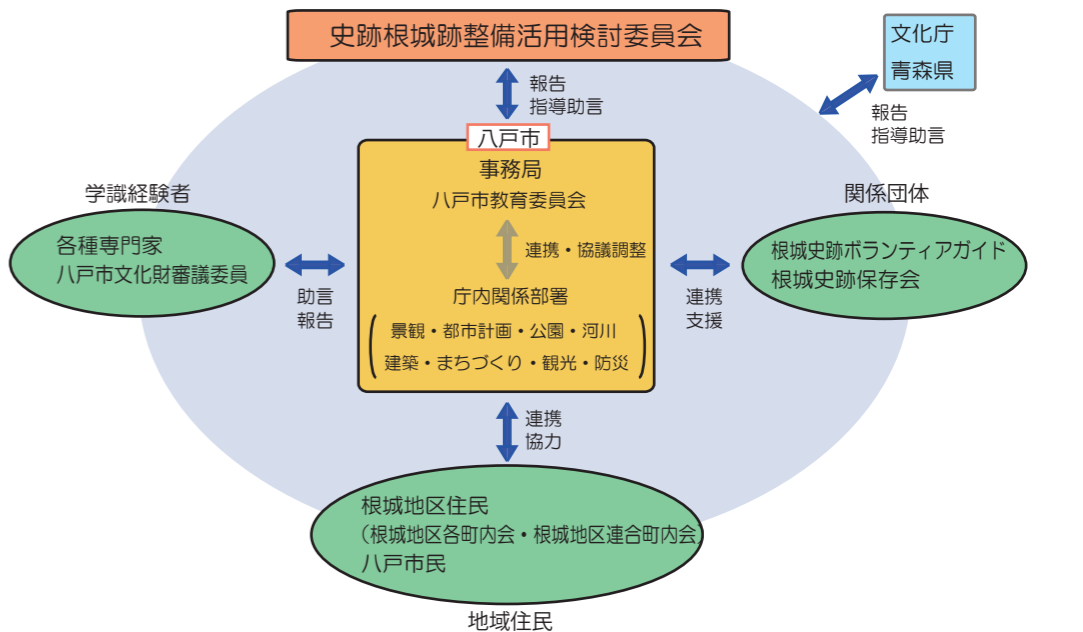 史跡根城跡整備活用検討委員会
文化庁
青森県
報告
指導助言
報告
指導助言
八戸市
事務局
八戸市教育委員会
連携・協議調整
庁内関係部署
景観・都市計画・公園・河川
建築・まちづくり・観光・防災
学識経験者
各種専門家
八戸市文化財審議委員
助言
報告
関係団体
根城史跡ボランティアガイド
根城史跡保存会
連携
支援
連携
協力
根城地区住民
（根城地区各町内会・根城地区連合町内会）
八戸市民
地域住民